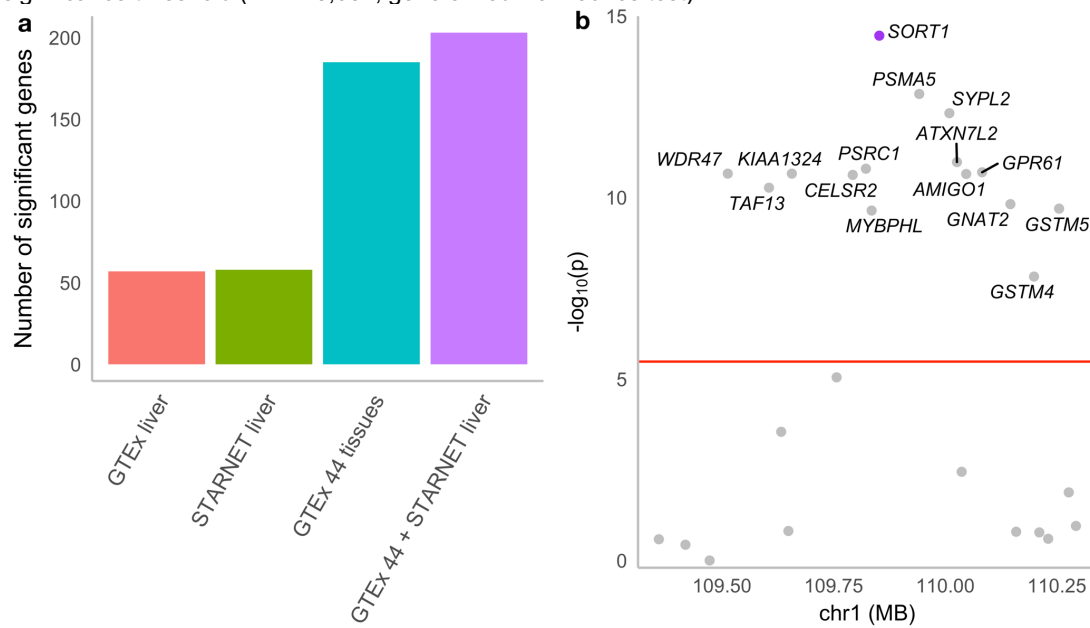 a
Number of significant genes
200
150
100
50
0
GTEx liver
STARNET liver
GTEx 44 tissues
GTEx 44 + STARNET liver
b
-log10(p)
15
10
5
0
SORT1
PSMA5
SYPL2
ATXN7L2
WDR47 KIAA1324 PSRC1
GPR61
TAF13 CELSR2 AMIGO1
MYBPHL GNAT2 GSTM5
GSTM4
109.50 109.75 110.00 110.25
chr1 (MB)